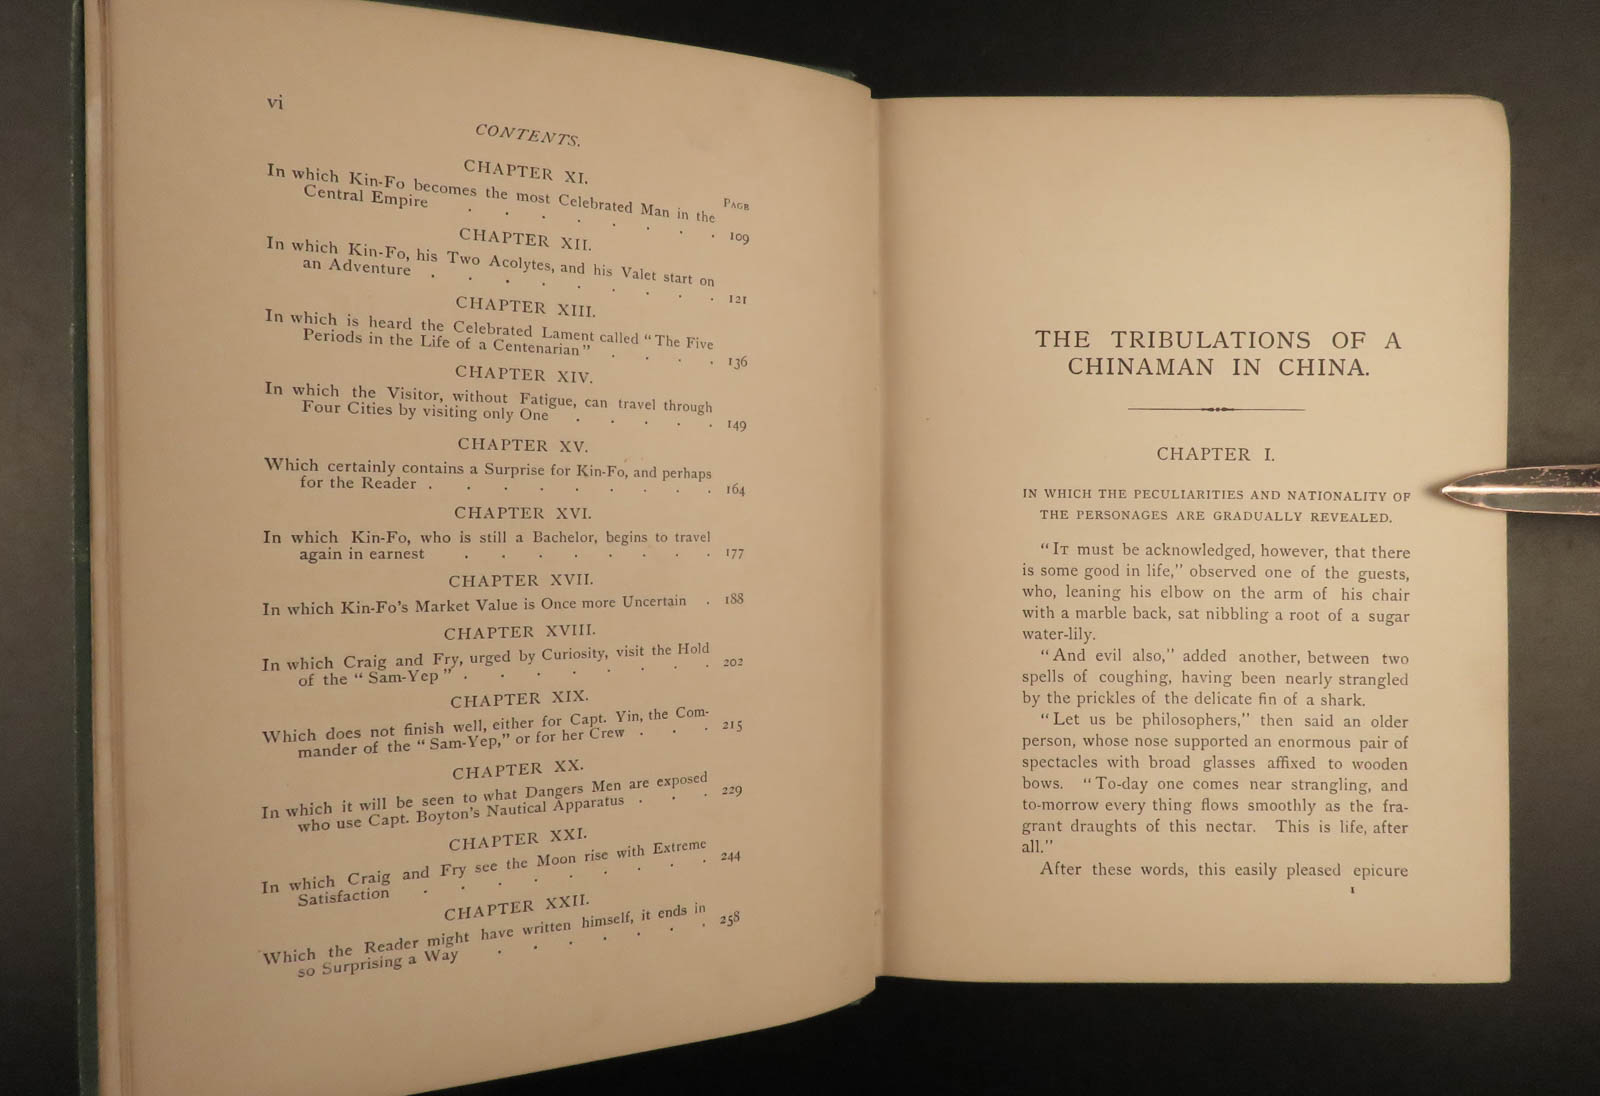 vi
CONTENTS.
CHAPTER XI.
PAGE
In which Kin-Fo becomes the most Celebrated Man in the
Central Empire . . . . . . . . 109
CHAPTER XII.
In which Kin-Fo, his Two Acolytes, and his Valet start on
an Adventure . . . . . . . . . 121
CHAPTER XIII.
In which is heard the Celebrated Lament called "The Five
Periods in the Life of a Centenarian" . . . . 136
CHAPTER XIV.
In which the Visitor, without Fatigue, can travel through
Four Cities by visiting only One . . . . . 149
CHAPTER XV.
Which certainly contains a Surprise for Kin-Fo, and perhaps
for the Reader . . . . . . . . . 164
CHAPTER XVI.
In which Kin-Fo, who is still a Bachelor, begins to travel
again in earnest . . . . . . . . 177
CHAPTER XVII.
In which Kin-Fo's Market Value is Once more Uncertain . 188
CHAPTER XVIII.
In which Craig and Fry, urged by Curiosity, visit the Hold
of the "Sam-Yep" . . . . . . . . 202
CHAPTER XIX.
Which does not finish well, either for Capt. Yin, the Com-
mander of the "Sam-Yep," or for her Crew . . . 215
CHAPTER XX.
In which it will be seen to what Dangers Men are exposed
who use Capt. Boyton's Nautical Apparatus . . . 229
CHAPTER XXI.
In which Craig and Fry see the Moon rise with Extreme
Satisfaction . . . . . . . . . 244
CHAPTER XXII.
Which the Reader might have written himself, it ends in
so Surprising a Way . . . . . . . 258
THE TRIBULATIONS OF A
CHINAMAN IN CHINA.
CHAPTER I.
IN WHICH THE PECULIARITIES AND NATIONALITY OF
THE PERSONAGES ARE GRADUALLY REVEALED.
"IT must be acknowledged, however, that there
is some good in life," observed one of the guests,
who, leaning his elbow on the arm of his chair
with a marble back, sat nibbling a root of a sugar
water-lily.
"And evil also," added another, between two
spells of coughing, having been nearly strangled
by the prickles of the delicate fin of a shark.
"Let us be philosophers," then said an older
person, whose nose supported an enormous pair of
spectacles with broad glasses affixed to wooden
bows. "To-day one comes near strangling, and
to-morrow every thing flows smoothly as the fra-
grant draughts of this nectar. This is life, after
all."
After these words, this easily pleased epicure
1